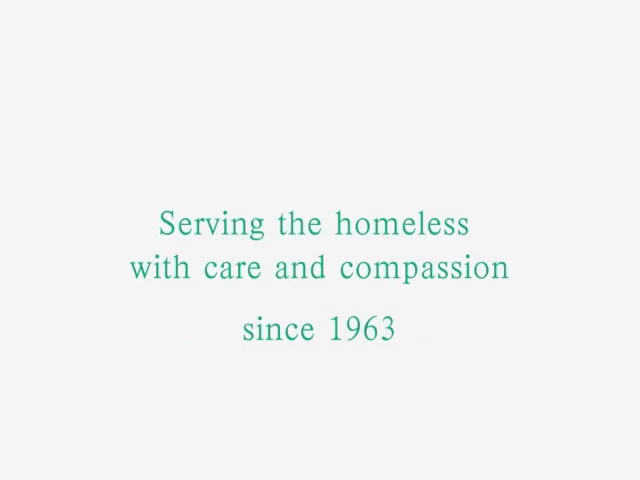 Serving the homeless
with care and compassion
since 1963